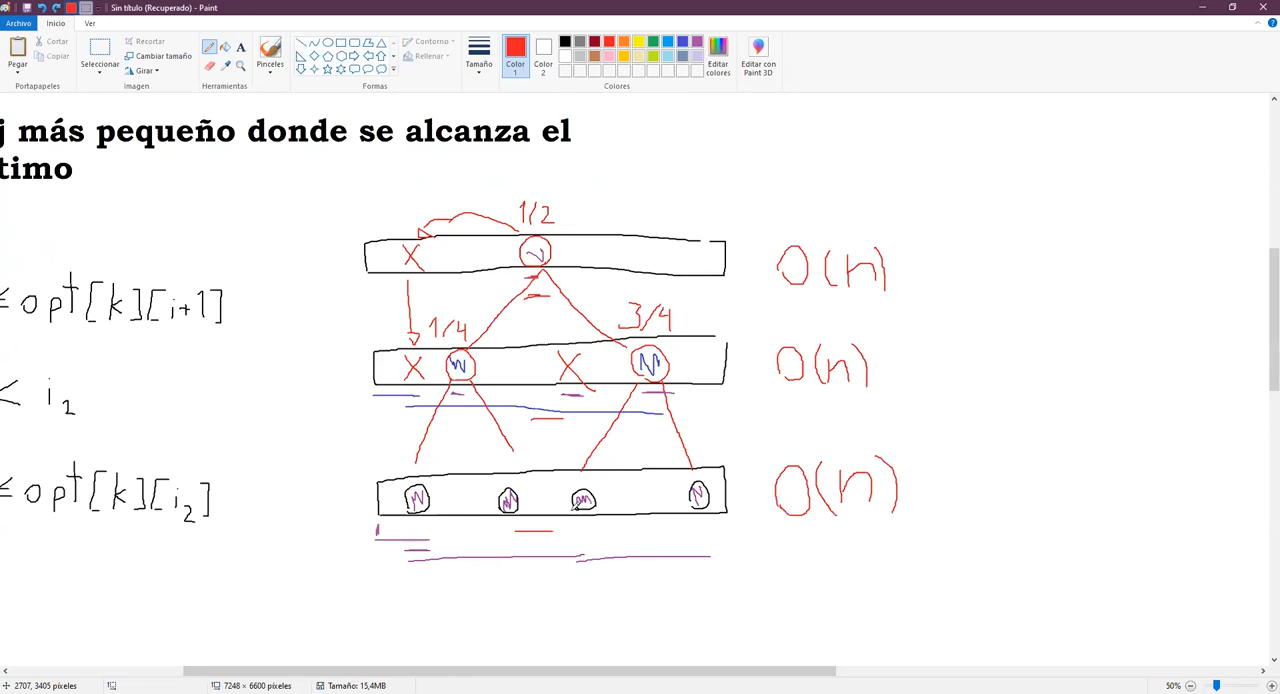 Sin título (Recuperado) - Paint
Archivo Inicio Ver
Pegar
Cortar
Copiar
Portapapeles
Seleccionar
Recortar
Cambiar tamaño
Girar
Imagen
A
Herramientas
Pinceles
Formas
Contorno
Rellenar
Tamaño
Color 1
Color 2
Editar colores
Colores
Editar con Paint 3D
j más pequeño donde se alcanza el
timo
1/2
X
O(n)
≤ opt[k][i+1]
1/4 3/4
X X
O(n)
< i₂
≤ opt[k][i₂]
O(n)
2707, 3405 píxeles
7248 × 6600 píxeles
Tamaño: 15,4MB
50%